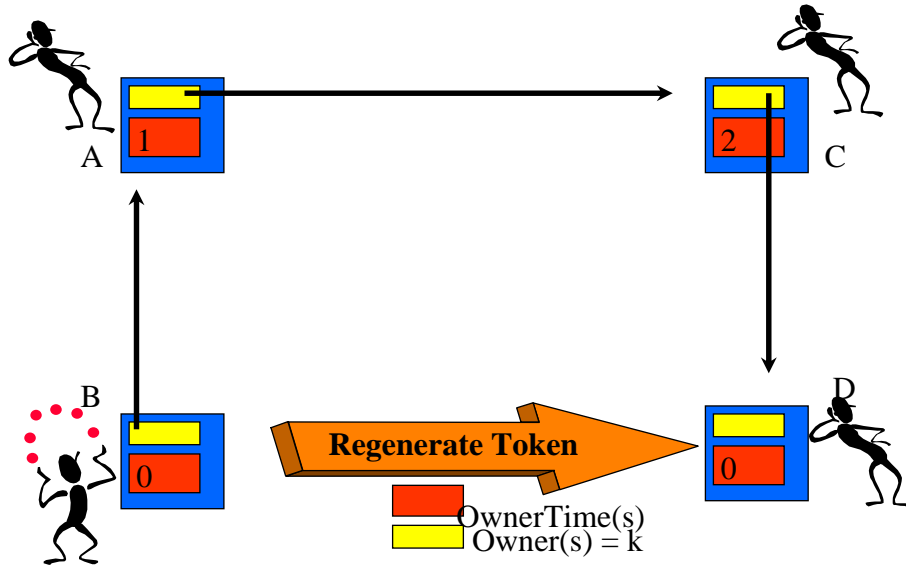 1
2
A
C
B
D
0
Regenerate Token
0
OwnerTime(s)
Owner(s) = k